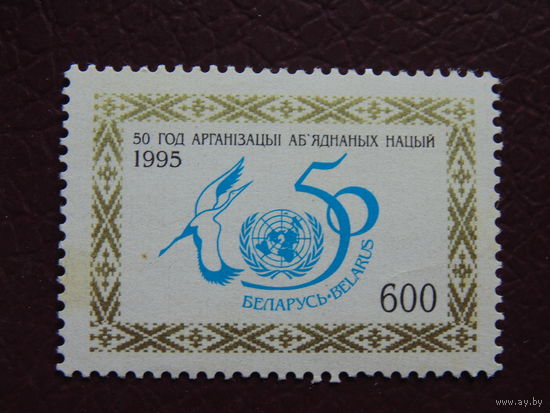 50 ГОД АРГАНІЗАЦЫІ АБ'ЯДНАНЫХ НАЦЫЙ
1995
50
БЕЛАРУСЬ • BELARUS
600
www.ay.by